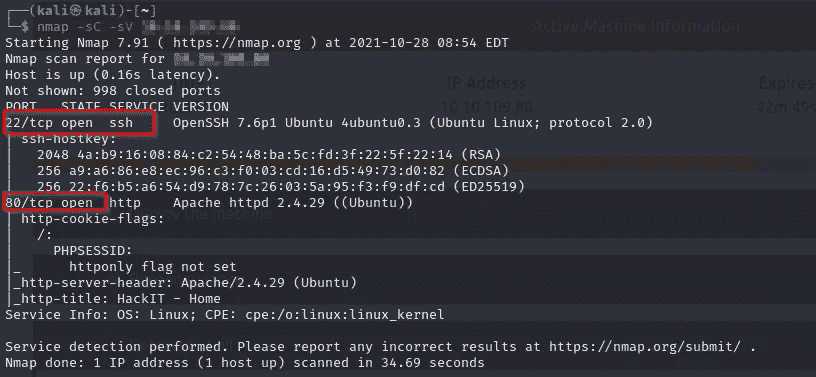 ┌──(kali㉿kali)-[~]
└─$ nmap -sC -sV
Active Machine Information
Starting Nmap 7.91 ( https://nmap.org ) at 2021-10-28 08:54 EDT
Nmap scan report for
Host is up (0.16s latency).
IP Address
Expires
Not shown: 998 closed ports
PORT   STATE SERVICE VERSION
10.10.109.80
42m 49s
22/tcp open  ssh     OpenSSH 7.6p1 Ubuntu 4ubuntu0.3 (Ubuntu Linux; protocol 2.0)
| ssh-hostkey:
|   2048 4a:b9:16:08:84:c2:54:48:ba:5c:fd:3f:22:5f:22:14 (RSA)
|   256 a9:a6:86:e8:ec:96:c3:f0:03:cd:16:d5:49:73:d0:82 (ECDSA)
|   256 22:f6:b5:a6:54:d9:78:7c:26:03:5a:95:f3:f9:df:cd (ED25519)
80/tcp open  http    Apache httpd 2.4.29 ((Ubuntu))
| http-cookie-flags:
|   /:
|     PHPSESSID:
|_      httponly flag not set
|_http-server-header: Apache/2.4.29 (Ubuntu)
|_http-title: HackIT - Home
Service Info: OS: Linux; CPE: cpe:/o:linux:linux_kernel
Service detection performed. Please report any incorrect results at https://nmap.org/submit/ .
Nmap done: 1 IP address (1 host up) scanned in 34.69 seconds